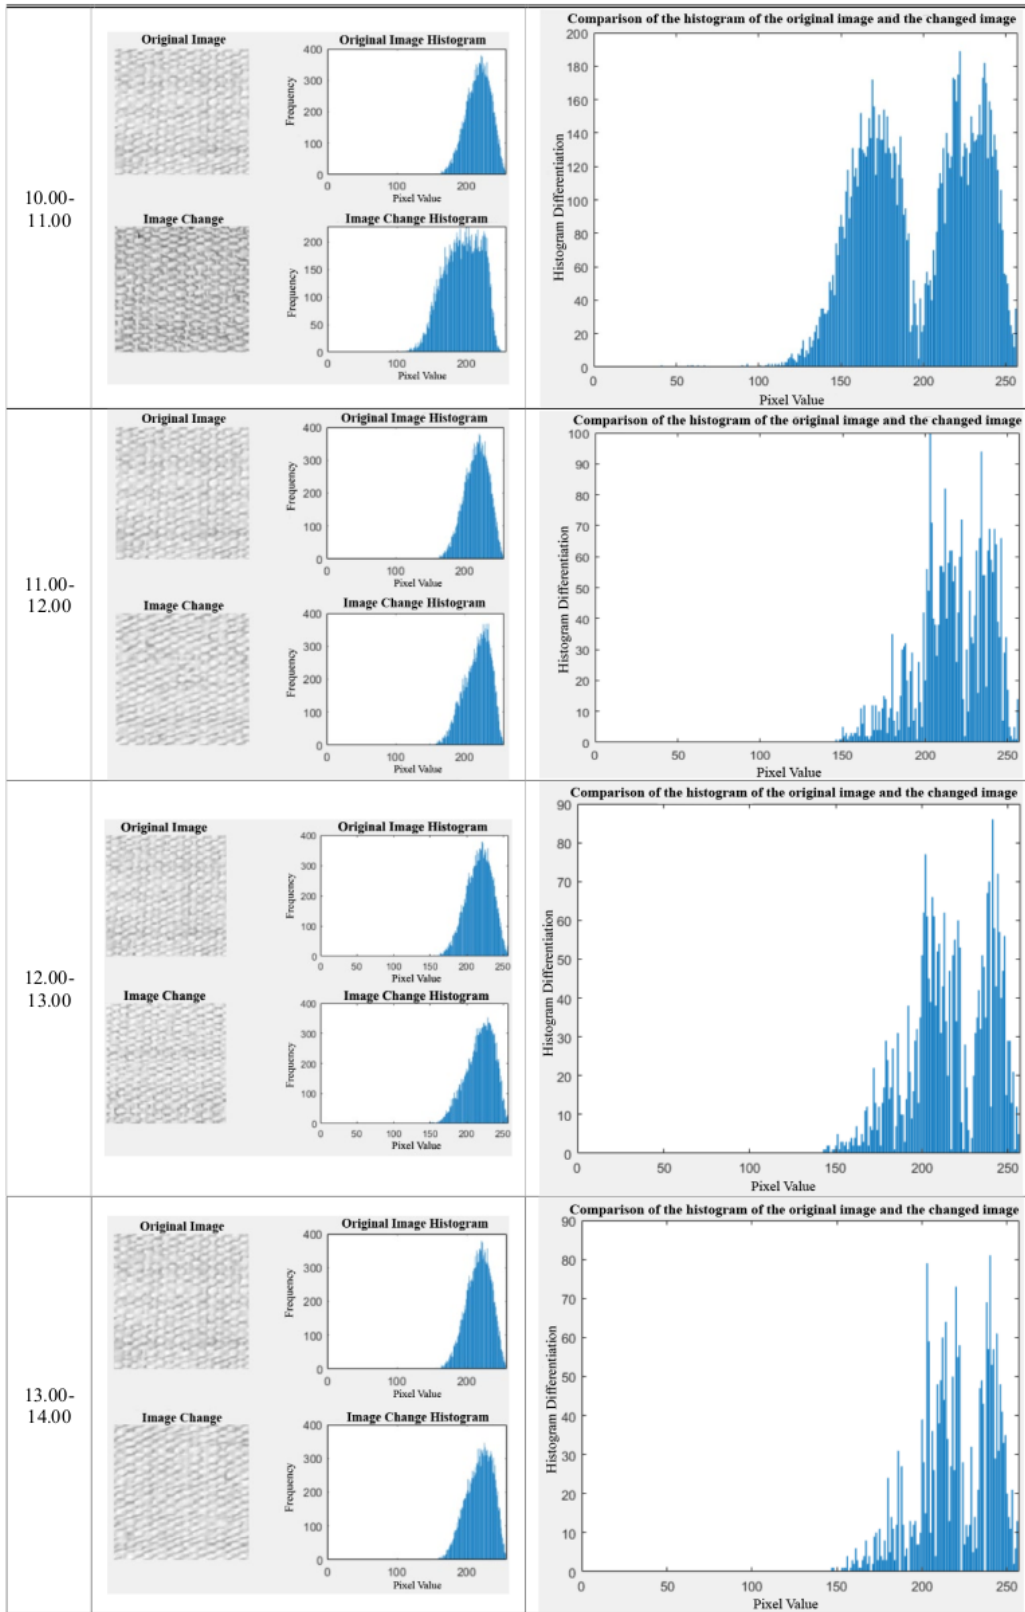 10.00-
11.00
Original Image
Original Image Histogram
400
300
200
100
0
Frequency
0 100 200
Pixel Value
Image Change
Image Change Histogram
200
150
100
50
0
Frequency
0 100 200
Pixel Value
Comparison of the histogram of the original image and the changed image
200
180
160
140
120
100
80
60
40
20
0
Histogram Differentiation
0 50 100 150 200 250
Pixel Value
11.00-
12.00
Original Image
Original Image Histogram
400
300
200
100
0
Frequency
0 100 200
Pixel Value
Image Change
Image Change Histogram
400
300
200
100
0
Frequency
0 100 200
Pixel Value
Comparison of the histogram of the original image and the changed image
100
90
80
70
60
50
40
30
20
10
0
Histogram Differentiation
0 50 100 150 200 250
Pixel Value
12.00-
13.00
Original Image
Original Image Histogram
400
300
200
100
0
Frequency
0 50 100 150 200 250
Pixel Value
Image Change
Image Change Histogram
400
300
200
100
0
Frequency
0 50 100 150 200 250
Pixel Value
Comparison of the histogram of the original image and the changed image
90
80
70
60
50
40
30
20
10
0
Histogram Differentiation
0 50 100 150 200 250
Pixel Value
13.00-
14.00
Original Image
Original Image Histogram
400
300
200
100
0
Frequency
0 100 200
Pixel Value
Image Change
Image Change Histogram
400
300
200
100
0
Frequency
0 100 200
Pixel Value
Comparison of the histogram of the original image and the changed image
90
80
70
60
50
40
30
20
10
0
Histogram Differentiation
0 50 100 150 200 250
Pixel Value